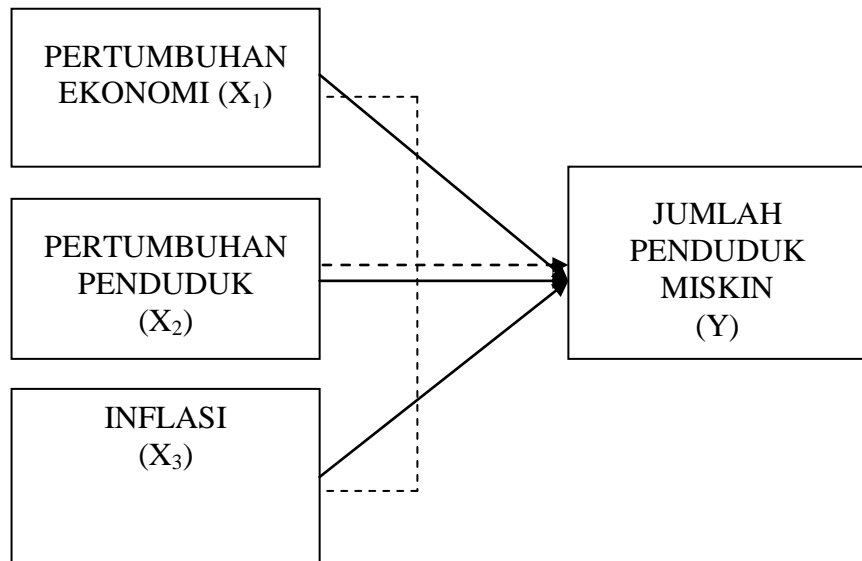 PERTUMBUHAN
EKONOMI (X₁)
PERTUMBUHAN
PENDUDUK
(X₂)
INFLASI
(X₃)
JUMLAH
PENDUDUK
MISKIN
(Y)